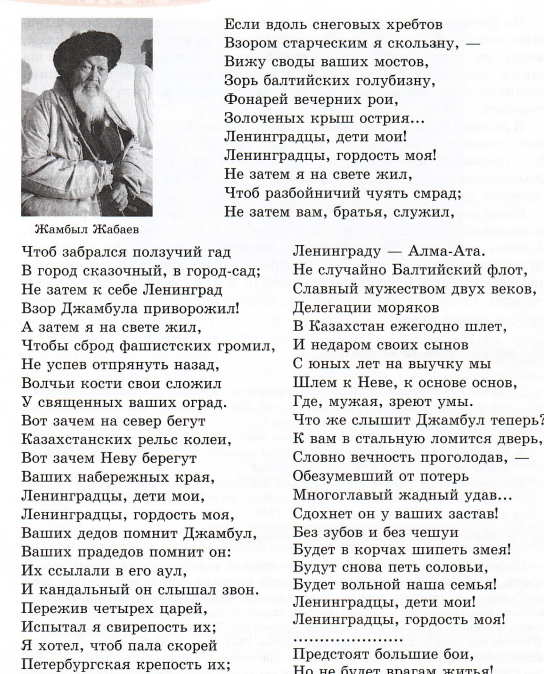 Если вдоль снеговых хребтов
Взором старческим я скользну, —
Вижу своды ваших мостов,
Зорь балтийских голубизну,
Фонарей вечерних рои,
Золоченых крыш острия...
Ленинградцы, дети мои!
Ленинградцы, гордость моя!
Не затем я на свете жил,
Чтоб разбойничий чуять смрад;
Не затем вам, братья, служил,
Жамбыл Жабаев
Чтоб забрался ползучий гад
В город сказочный, в город-сад;
Не затем к себе Ленинград
Взор Джамбула приворожил!
А затем я на свете жил,
Чтобы сброд фашистских громил,
Не успев отпрянуть назад,
Волчьи кости свои сложил
У священных ваших оград.
Вот зачем на север бегут
Казахстанских рельс колеи,
Вот зачем Неву берегут
Ваших набережных края,
Ленинградцы, дети мои,
Ленинградцы, гордость моя,
Ваших дедов помнит Джамбул,
Ваших прадедов помнит он:
Их ссылали в его аул,
И кандальный он слышал звон.
Пережив четырех царей,
Испытал я свирепость их;
Я хотел, чтоб пала скорей
Петербургская крепость их;
Ленинграду — Алма-Ата.
Не случайно Балтийский флот,
Славный мужеством двух веков,
Делегации моряков
В Казахстан ежегодно шлет,
И недаром своих сынов
С юных лет на выучку мы
Шлем к Неве, к основе основ,
Где, мужая, зреют умы.
Что же слышит Джамбул теперь?
К вам в стальную ломится дверь,
Словно вечность проголодав, —
Обезумевший от потерь
Многоглавый жадный удав...
Сдохнет он у ваших застав!
Без зубов и без чешуи
Будет в корчах шипеть змея!
Будут снова петь соловьи,
Будет вольной наша семья!
Ленинградцы, дети мои!
Ленинградцы, гордость моя!
....................
Предстоят большие бои,
Но не будет врагам житья!